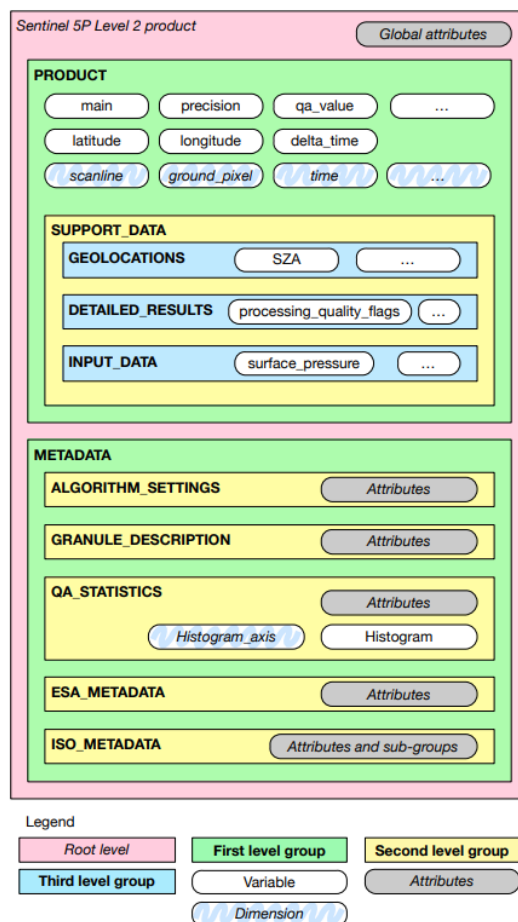 Sentinel 5P Level 2 product
Global attributes
PRODUCT
main precision qa_value ...
latitude longitude delta_time
scanline ground_pixel time ...
SUPPORT_DATA
GEOLOCATIONS SZA ...
DETAILED_RESULTS processing_quality_flags ...
INPUT_DATA surface_pressure ...
METADATA
ALGORITHM_SETTINGS Attributes
GRANULE_DESCRIPTION Attributes
QA_STATISTICS
Attributes
Histogram_axis Histogram
ESA_METADATA Attributes
ISO_METADATA Attributes and sub-groups
Legend
Root level First level group Second level group
Third level group Variable Attributes
Dimension